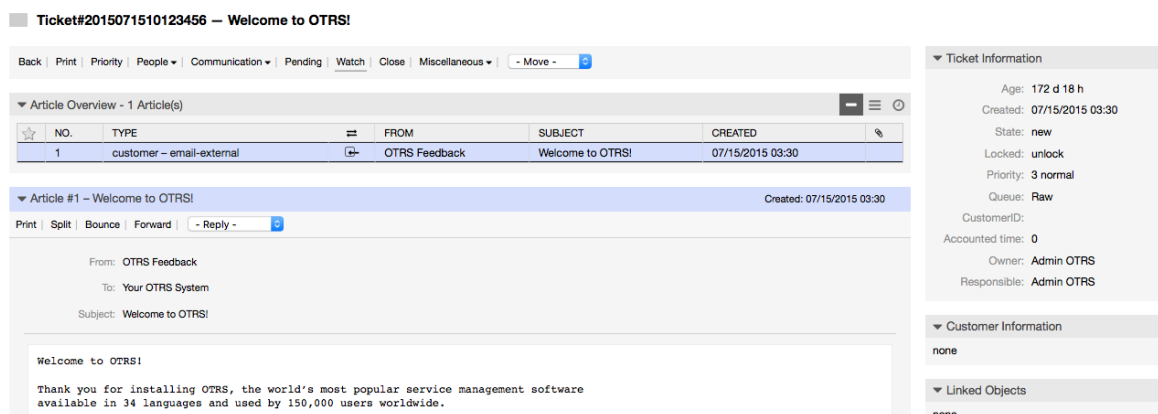 Ticket#2015071510123456 — Welcome to OTRS!
Back Print Priority People Communication Pending Watch Close Miscellaneous - Move -
Article Overview - 1 Article(s)
NO. TYPE FROM SUBJECT CREATED
1 customer – email-external OTRS Feedback Welcome to OTRS! 07/15/2015 03:30
Article #1 – Welcome to OTRS! Created: 07/15/2015 03:30
Print Split Bounce Forward - Reply -
From: OTRS Feedback
To: Your OTRS System
Subject: Welcome to OTRS!
Welcome to OTRS!
Thank you for installing OTRS, the world's most popular service management software
available in 34 languages and used by 150,000 users worldwide.
Ticket Information
Age: 172 d 18 h
Created: 07/15/2015 03:30
State: new
Locked: unlock
Priority: 3 normal
Queue: Raw
CustomerID:
Accounted time: 0
Owner: Admin OTRS
Responsible: Admin OTRS
Customer Information
none
Linked Objects